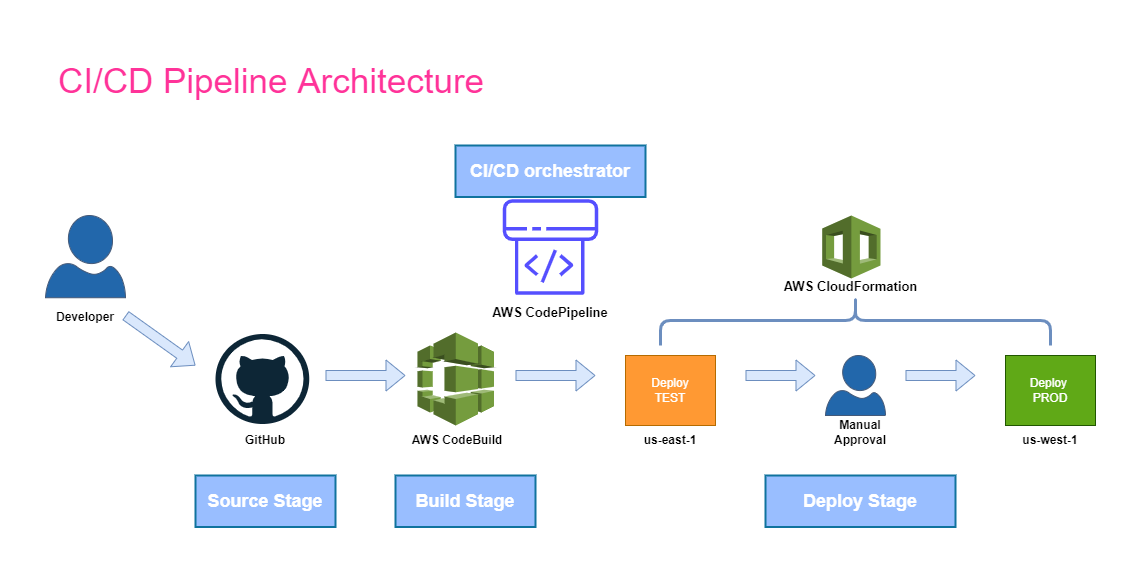 CI/CD Pipeline Architecture
CI/CD orchestrator
AWS CodePipeline
AWS CloudFormation
Developer
GitHub
AWS CodeBuild
Deploy
TEST
us-east-1
Manual
Approval
Deploy
PROD
us-west-1
Source Stage
Build Stage
Deploy Stage